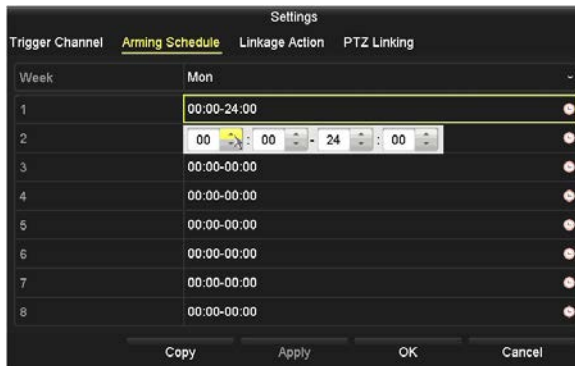 Settings
Trigger Channel Arming Schedule Linkage Action PTZ Linking
Week Mon
1 00:00-24:00
2 00 : 00 - 24 : 00
3 00:00-00:00
4 00:00-00:00
5 00:00-00:00
6 00:00-00:00
7 00:00-00:00
8 00:00-00:00
Copy Apply OK Cancel